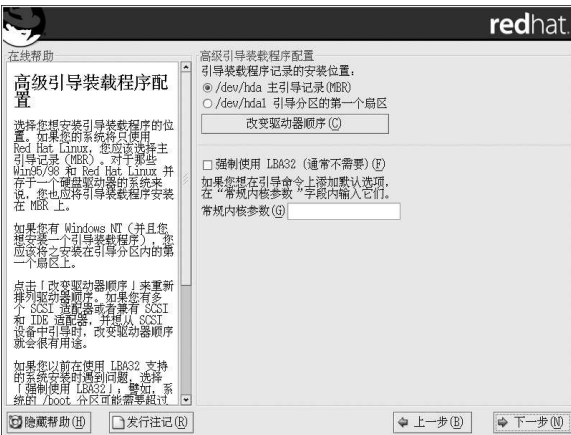 redhat.
在线帮助
高级引导装载程序配
置
选择您想安装引导装载程序的位
置。如果您的系统将只使用
Red Hat Linux，您应该选择主
引导记录 (MBR) 。对于那些
Win95/98 和 Red Hat Linux 并
存于一个硬盘驱动器的系统来
说，您也应将引导装载程序安装
在 MBR 上。
如果您有 Windows NT (并且您
想安装一个引导装载程序) ，您
应该将之安装在引导分区内的第
一个扇区上。
点击「改变驱动器顺序」来重新
排列驱动器顺序。如果您有多
个 SCSI 适配器或者兼有 SCSI
和 IDE 适配器，并想从 SCSI
设备中引导时，改变驱动器顺序
就会很有用途。
如果您以前在使用 LBA32 支持
的系统安装时遇到问题，选择
「强制使用 LBA32」；譬如，系
统的 /boot 分区可能需要超过
高级引导装载程序配置
引导装载程序记录的安装位置：
/dev/hda 主引导记录(MBR)
/dev/hda1 引导分区的第一个扇区
改变驱动器顺序(C)
强制使用 LBA32 (通常不需要)(F)
如果您想在引导命令上添加默认选项，
在“常规内核参数”字段内输入它们。
常规内核参数(G)
隐藏帮助(H)
发行注记(R)
上一步(B)
下一步(N)